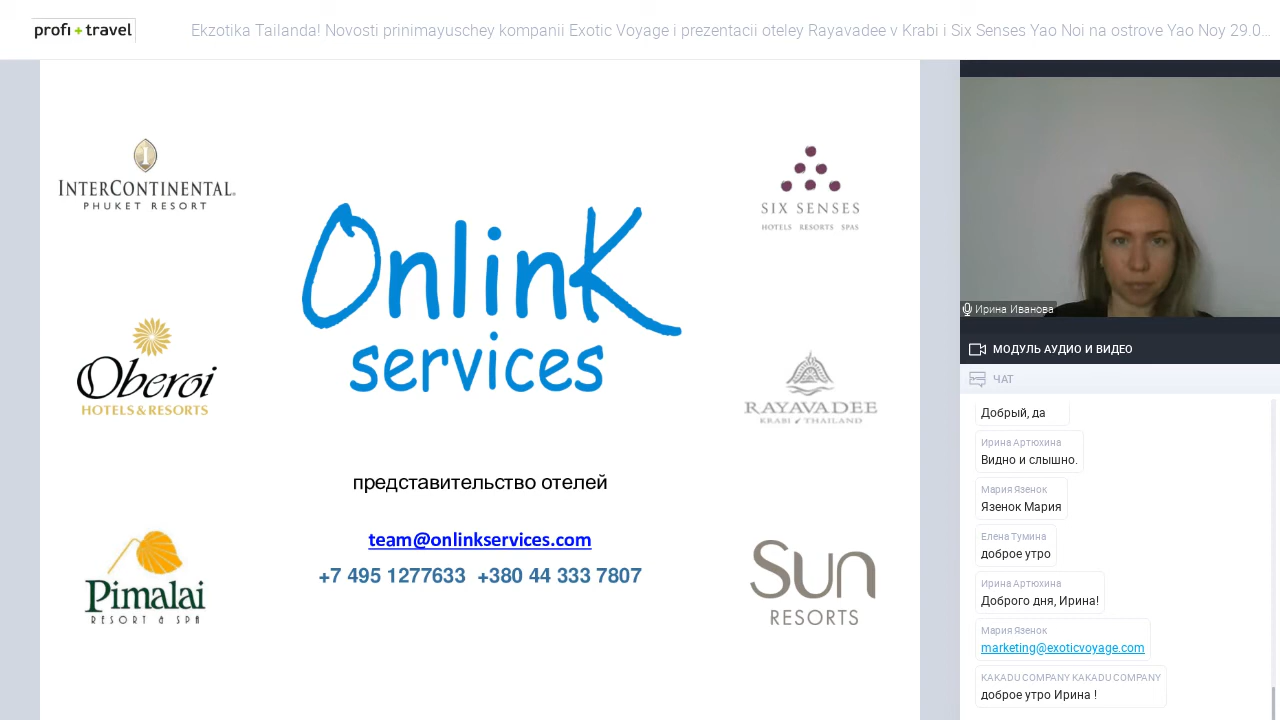 profi + travel
Ekzotika Tailanda! Novosti prinimayuschey kompanii Exotic Voyage i prezentacii oteley Rayavadee v Krabi i Six Senses Yao Noi na ostrove Yao Noy 29.0...
INTERCONTINENTAL
PHUKET RESORT
SIX SENSES
HOTELS RESORTS SPAS
Onlink
services
Oberoi
HOTELS & RESORTS
RAYAVADEE
KRABI THAILAND
представительство отелей
team@onlinkservices.com
+7 495 1277633 +380 44 333 7807
Pimalai
RESORT & SPA
Sun
RESORTS
Ирина Иванова
МОДУЛЬ АУДИО И ВИДЕО
ЧАТ
Добрый, да
Ирина Артюхина
Видно и слышно.
Мария Язенок
Язенок Мария
Елена Тумина
доброе утро
Ирина Артюхина
Доброго дня, Ирина!
Мария Язенок
marketing@exoticvoyage.com
KAKADU COMPANY KAKADU COMPANY
доброе утро Ирина !